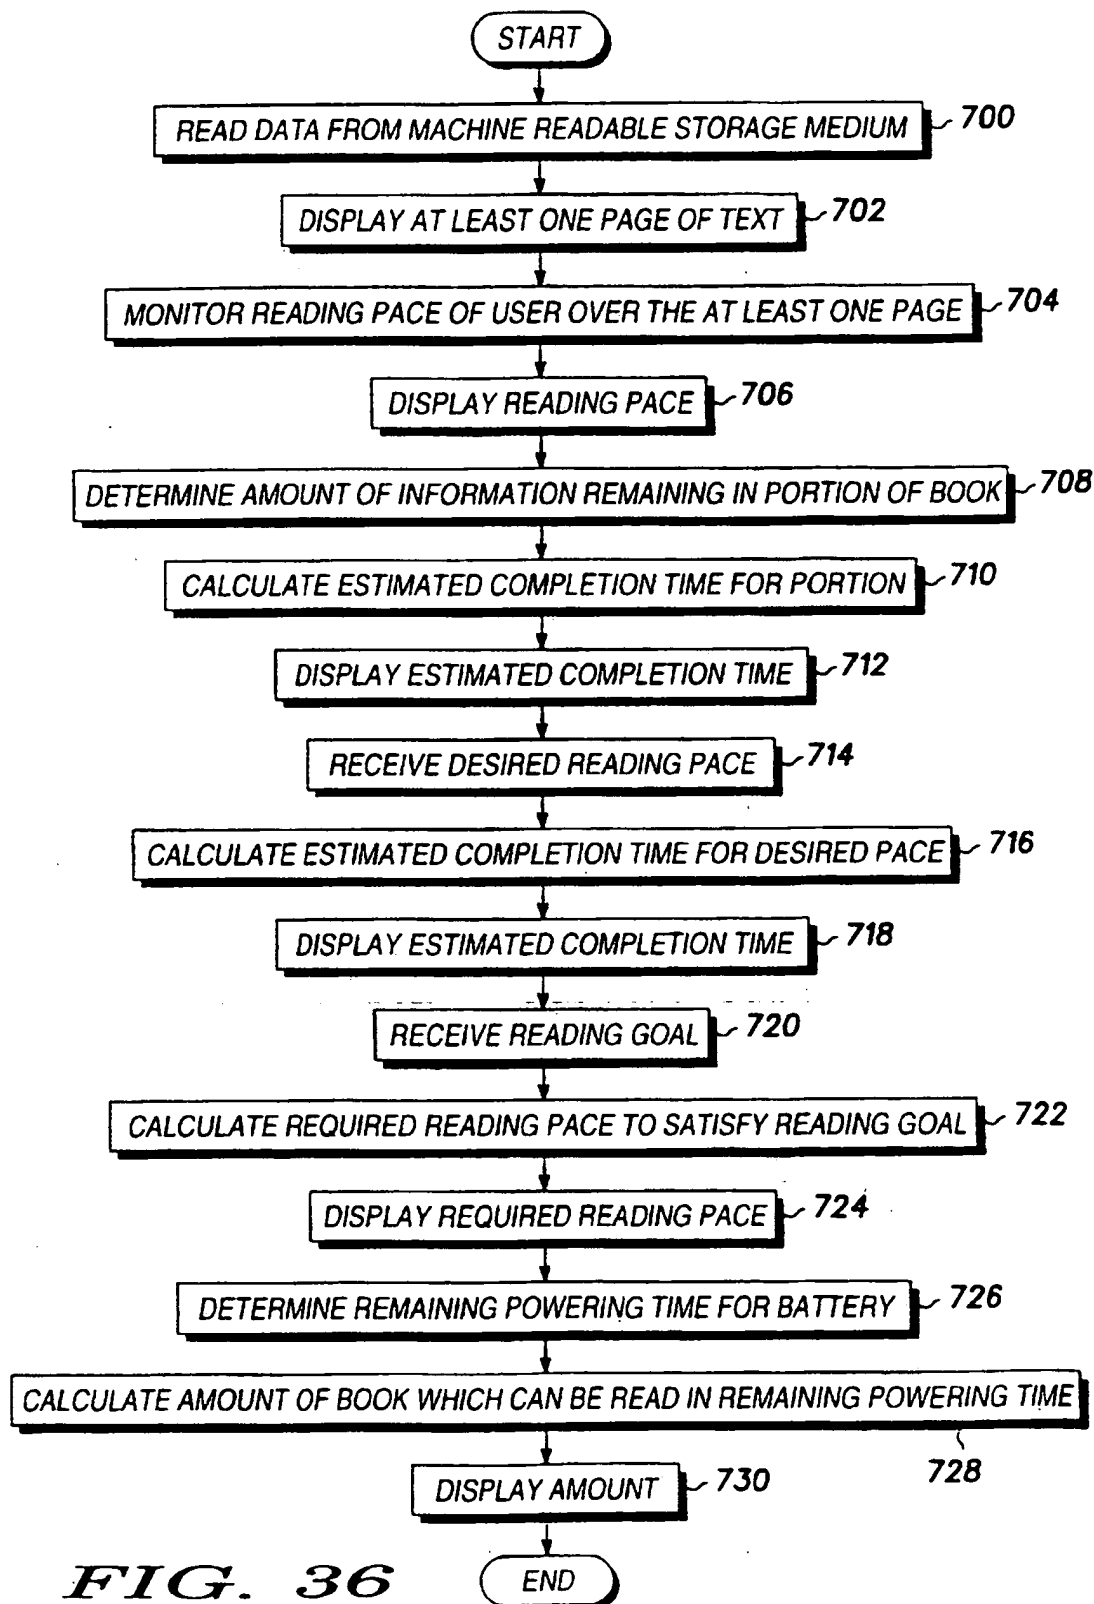 START
READ DATA FROM MACHINE READABLE STORAGE MEDIUM 700
DISPLAY AT LEAST ONE PAGE OF TEXT 702
MONITOR READING PACE OF USER OVER THE AT LEAST ONE PAGE 704
DISPLAY READING PACE 706
DETERMINE AMOUNT OF INFORMATION REMAINING IN PORTION OF BOOK 708
CALCULATE ESTIMATED COMPLETION TIME FOR PORTION 710
DISPLAY ESTIMATED COMPLETION TIME 712
RECEIVE DESIRED READING PACE 714
CALCULATE ESTIMATED COMPLETION TIME FOR DESIRED PACE 716
DISPLAY ESTIMATED COMPLETION TIME 718
RECEIVE READING GOAL 720
CALCULATE REQUIRED READING PACE TO SATISFY READING GOAL 722
DISPLAY REQUIRED READING PACE 724
DETERMINE REMAINING POWERING TIME FOR BATTERY 726
CALCULATE AMOUNT OF BOOK WHICH CAN BE READ IN REMAINING POWERING TIME
728
DISPLAY AMOUNT 730
END
FIG. 36